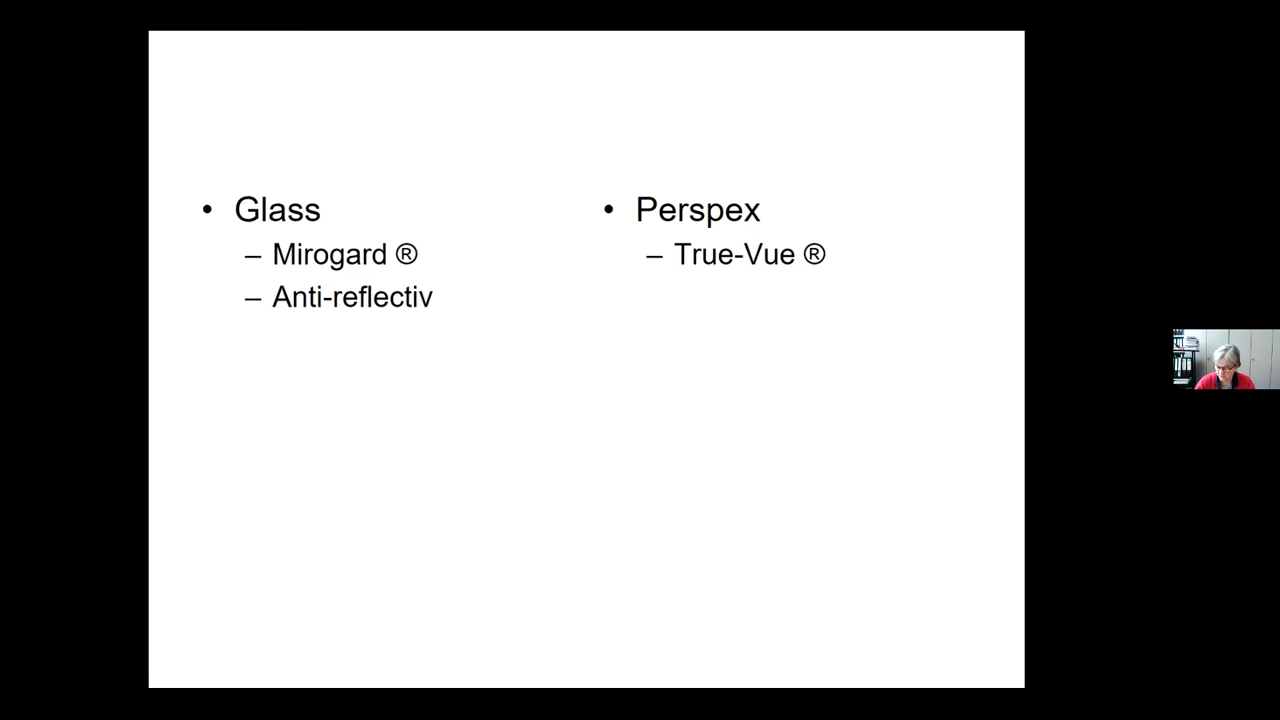 • Glass
– Mirogard ®
– Anti-reflectiv
• Perspex
– True-Vue ®